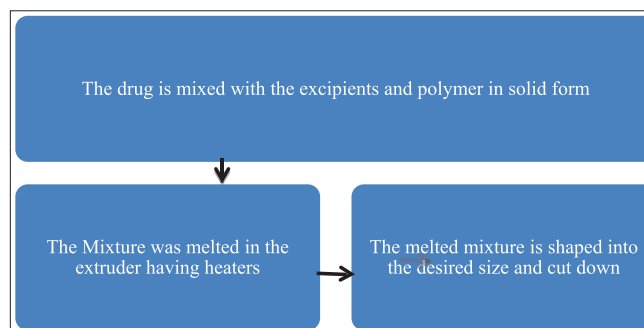 The drug is mixed with the excipients and polymer in solid form
The Mixture was melted in the
extruder having heaters
The melted mixture is shaped into
the desired size and cut down